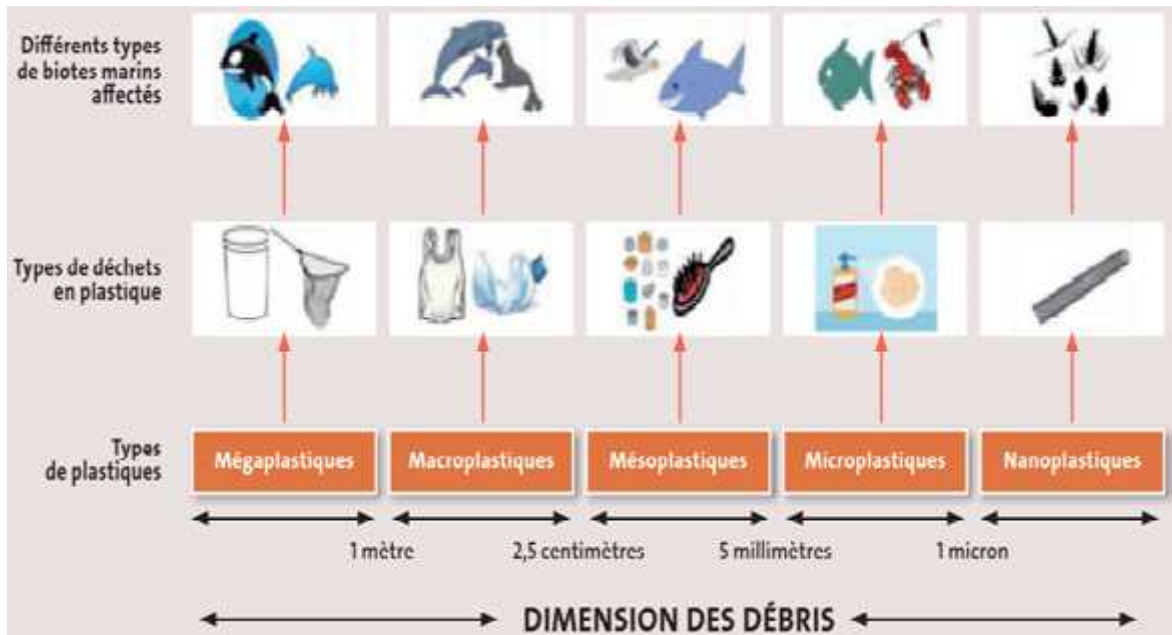 Différents types
de biotes marins
affectés
Types de déchets
en plastique
Types
de plastiques
Mégaplastiques
Macroplastiques
Mésoplastiques
Microplastiques
Nanoplastiques
1 mètre
2,5 centimètres
5 millimètres
1 micron
DIMENSION DES DÉBRIS